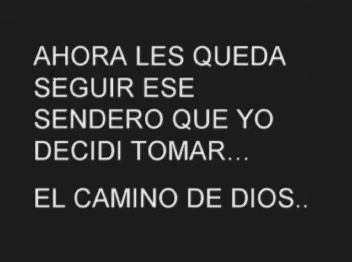 AHORA LES QUEDA
SEGUIR ESE
SENDERO QUE YO
DECIDI TOMAR...
EL CAMINO DE DIOS..